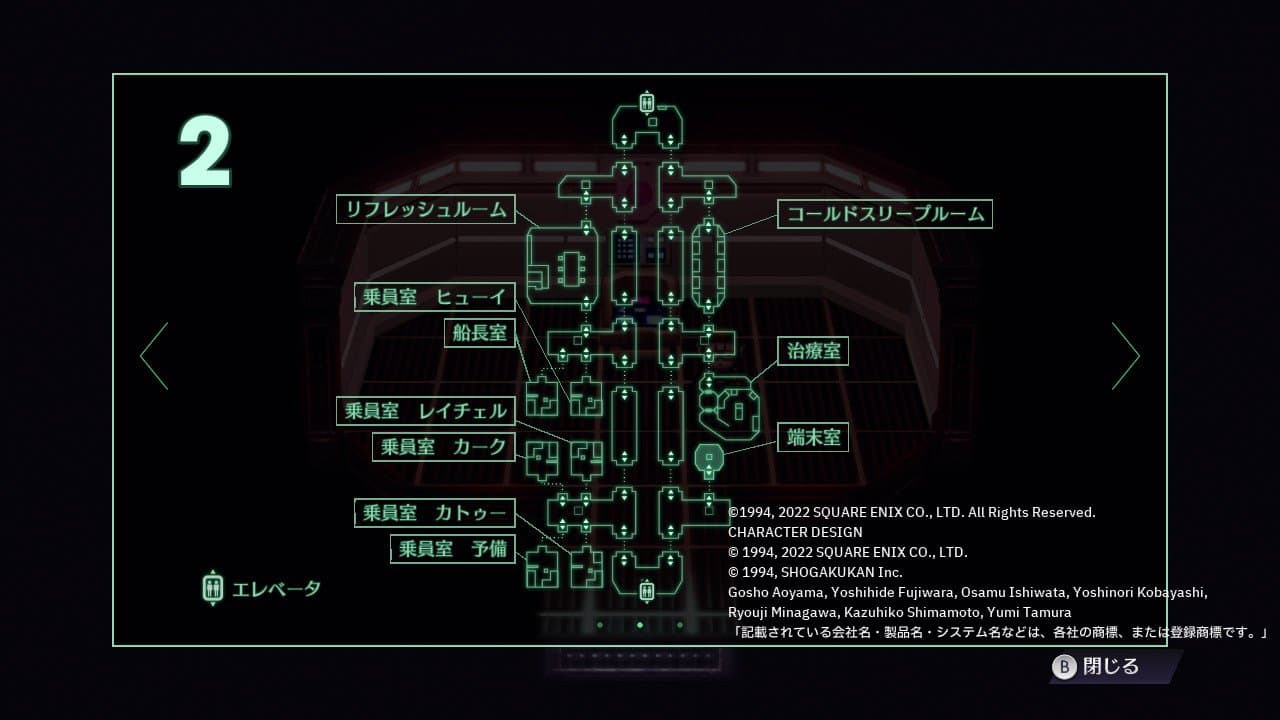 2
リフレッシュルーム
コールドスリープルーム
乗員室 ヒューイ
船長室
治療室
乗員室 レイチェル
乗員室 カーク
端末室
乗員室 カトゥー
乗員室 予備
エレベータ
©1994, 2022 SQUARE ENIX CO., LTD. All Rights Reserved.
CHARACTER DESIGN
© 1994, 2022 SQUARE ENIX CO., LTD.
© 1994, SHOGAKUKAN Inc.
Gosho Aoyama, Yoshihide Fujiwara, Osamu Ishiwata, Yoshinori Kobayashi,
Ryouji Minagawa, Kazuhiko Shimamoto, Yumi Tamura
「記載されている会社名・製品名・システム名などは、各社の商標、または登録商標です。」
B 閉じる